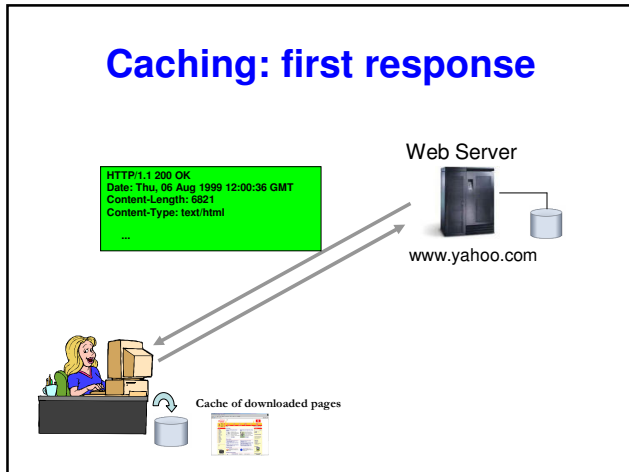 Caching: first response
Web Server
HTTP/1.1 200 OK
Date: Thu, 06 Aug 1999 12:00:36 GMT
Content-Length: 6821
Content-Type: text/html
...
www.yahoo.com
Cache of downloaded pages